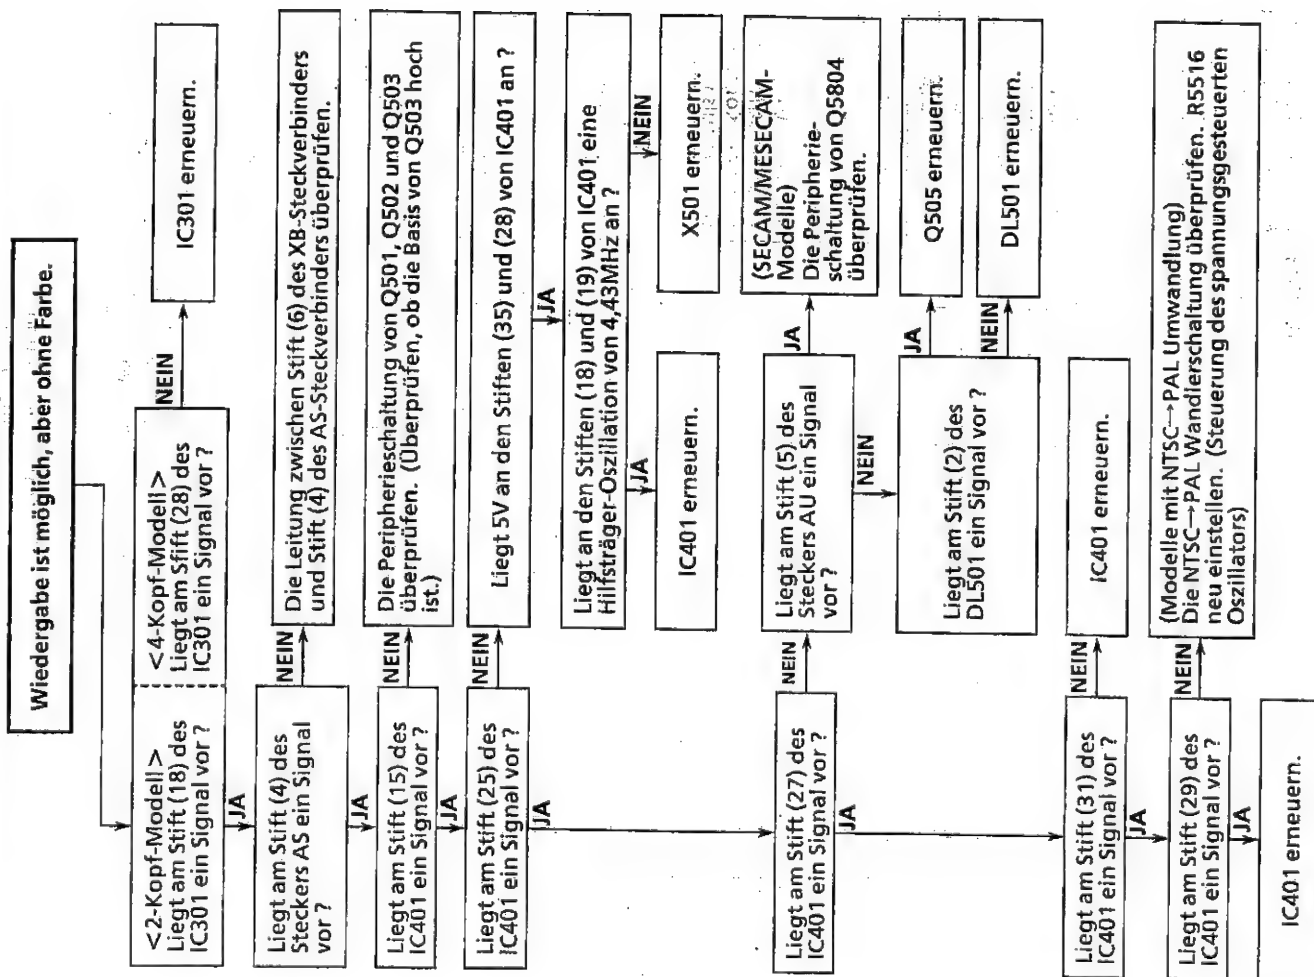 Wiedergabe ist möglich, aber ohne Farbe.
<2-Kopf-Modell>
Liegt am Stift (18) des
IC301 ein Signal vor ?
<4-Kopf-Modell>
Liegt am Sfift (28) des
IC301 ein Signal vor ?
NEIN
IC301 erneuern.
JA
Liegt am Stift (4) des
Steckers AS ein Signal
vor ?
NEIN
Die Leitung zwischen Stift (6) des XB-Steckverbinders
und Stift (4) des AS-Steckverbinders überprüfen.
JA
Liegt am Stift (15) des
IC401 ein Signal vor ?
NEIN
Die Peripherieschaltung von Q501, Q502 und Q503
überprüfen. (Überprüfen, ob die Basis von Q503 hoch
ist.)
JA
Liegt am Stift (25) des
IC401 ein Signal vor ?
NEIN
Liegt 5V an den Stiften (35) und (28) von IC401 an ?
JA
Liegt an den Stiften (18) und (19) von IC401 eine
Hilfsträger-Oszillation von 4,43MHz an ?
JA
IC401 erneuern.
NEIN
X501 erneuern.
JA
Liegt am Stift (27) des
IC401 ein Signal vor ?
NEIN
Liegt am Stift (5) des
Steckers AU ein Signal
vor ?
JA
(SECAM/MESECAM-
Modelle)
Die Peripherie-
schaltung von Q5804
überprüfen.
NEIN
Liegt am Stift (2) des
DL501 ein Signal vor ?
JA
Q505 erneuern.
NEIN
DL501 erneuern.
JA
Liegt am Stift (31) des
IC401 ein Signal vor ?
NEIN
IC401 erneuern.
JA
Liegt am Stift (29) des
IC401 ein Signal vor ?
NEIN
(Modelle mit NTSC→PAL Umwandlung)
Die NTSC→PAL Wandlerschaltung überprüfen. R5516
neu einstellen. (Steuerung des spannungsgesteuerten
Oszillators)
JA
IC401 erneuern.